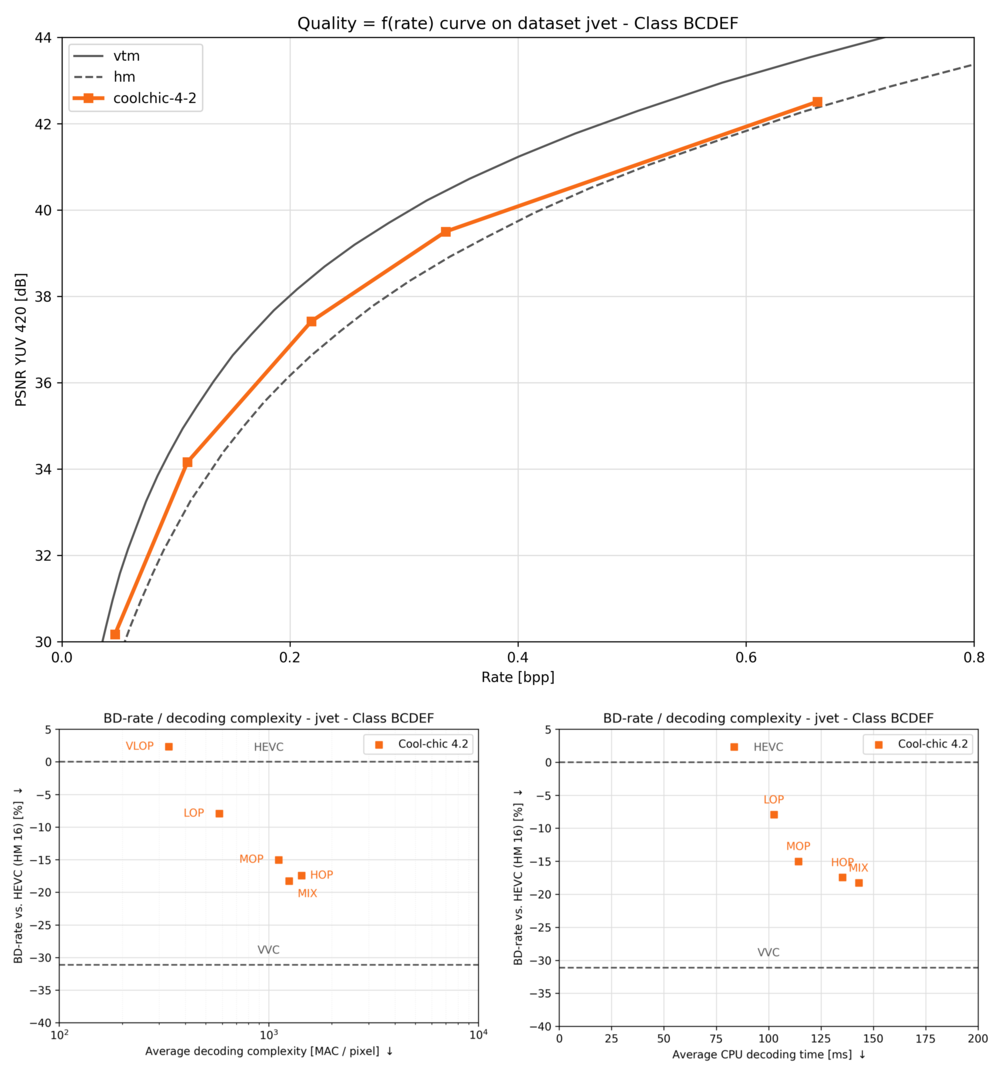 Quality = f(rate) curve on dataset jvet - Class BCDEF
44
42
40
38
36
34
32
30
PSNR YUV 420 [dB]
vtm
hm
coolchic-4-2
0.0 0.2 0.4 0.6 0.8
Rate [bpp]
BD-rate / decoding complexity - jvet - Class BCDEF
5
0
−5
−10
−15
−20
−25
−30
−35
−40
BD-rate vs. HEVC (HM 16) [%] ↓
VLOP
HEVC
Cool-chic 4.2
LOP
MOP
HOP
MIX
VVC
10² 10³ 10⁴
Average decoding complexity [MAC / pixel] ↓
BD-rate / decoding complexity - jvet - Class BCDEF
5
0
−5
−10
−15
−20
−25
−30
−35
−40
BD-rate vs. HEVC (HM 16) [%] ↓
HEVC
Cool-chic 4.2
LOP
MOP
HOP
MIX
VVC
0 25 50 75 100 125 150 175 200
Average CPU decoding time [ms] ↓